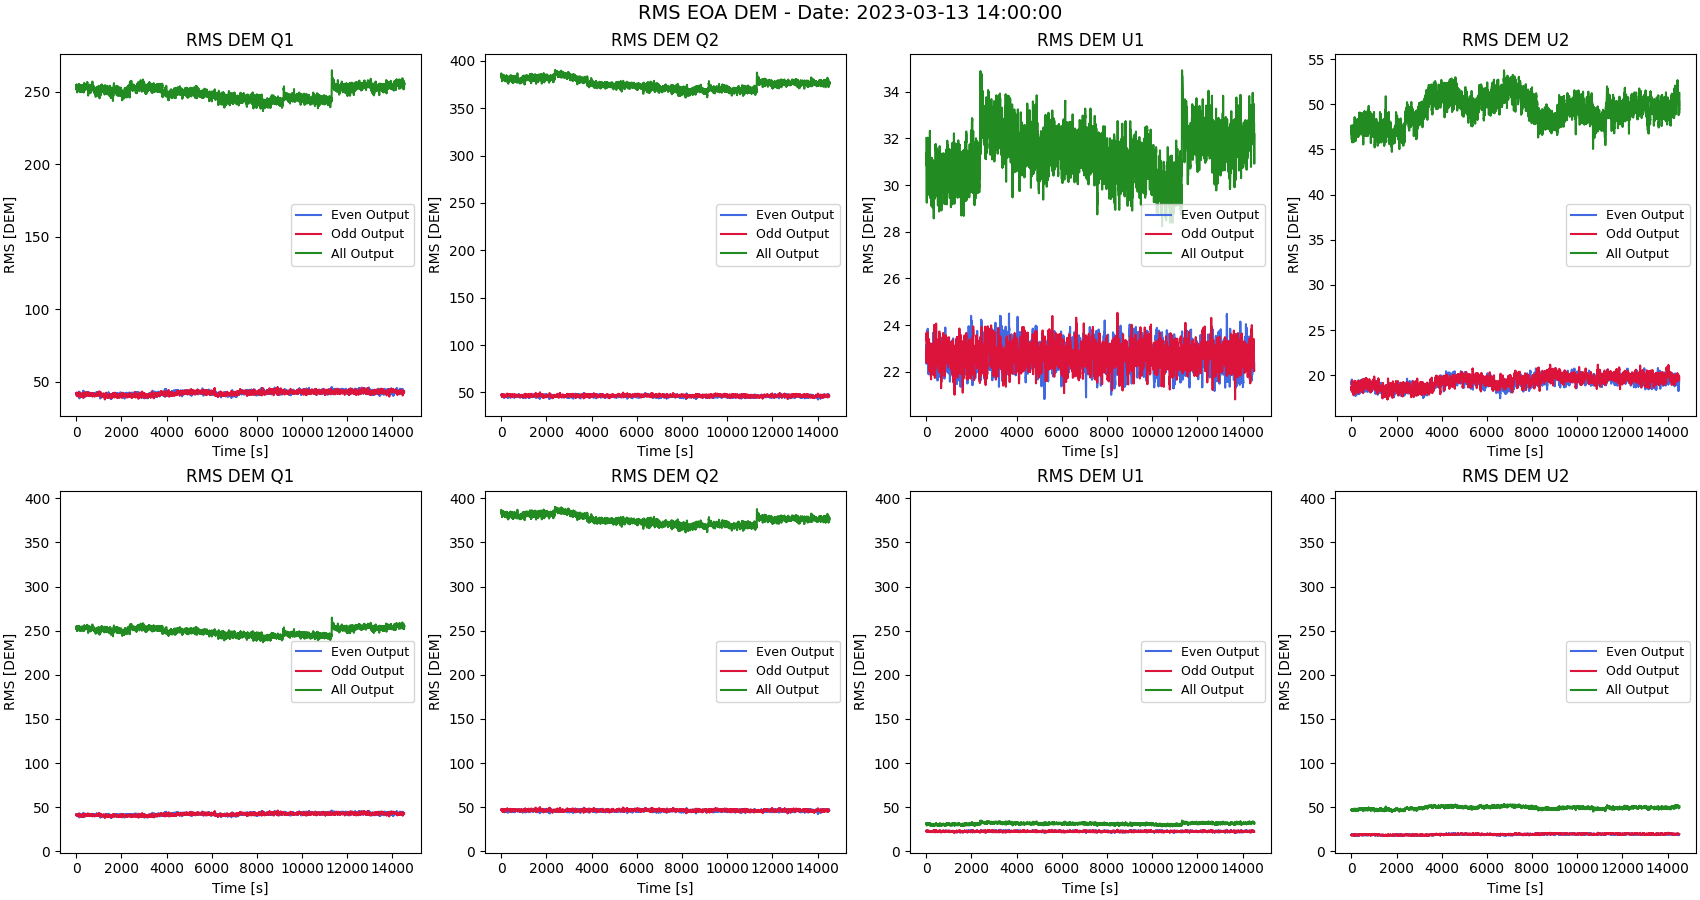 RMS EOA DEM - Date: 2023-03-13 14:00:00
RMS DEM Q1
RMS [DEM]
250
200
150
100
50
Even Output
Odd Output
All Output
0 2000 4000 6000 8000 10000 12000 14000
Time [s]
RMS DEM Q2
RMS [DEM]
400
350
300
250
200
150
100
50
Even Output
Odd Output
All Output
0 2000 4000 6000 8000 10000 12000 14000
Time [s]
RMS DEM U1
RMS [DEM]
34
32
30
28
26
24
22
Even Output
Odd Output
All Output
0 2000 4000 6000 8000 10000 12000 14000
Time [s]
RMS DEM U2
RMS [DEM]
55
50
45
40
35
30
25
20
Even Output
Odd Output
All Output
0 2000 4000 6000 8000 10000 12000 14000
Time [s]
RMS DEM Q1
RMS [DEM]
400
350
300
250
200
150
100
50
0
Even Output
Odd Output
All Output
0 2000 4000 6000 8000 10000 12000 14000
Time [s]
RMS DEM Q2
RMS [DEM]
400
350
300
250
200
150
100
50
0
Even Output
Odd Output
All Output
0 2000 4000 6000 8000 10000 12000 14000
Time [s]
RMS DEM U1
RMS [DEM]
400
350
300
250
200
150
100
50
0
Even Output
Odd Output
All Output
0 2000 4000 6000 8000 10000 12000 14000
Time [s]
RMS DEM U2
RMS [DEM]
400
350
300
250
200
150
100
50
0
Even Output
Odd Output
All Output
0 2000 4000 6000 8000 10000 12000 14000
Time [s]